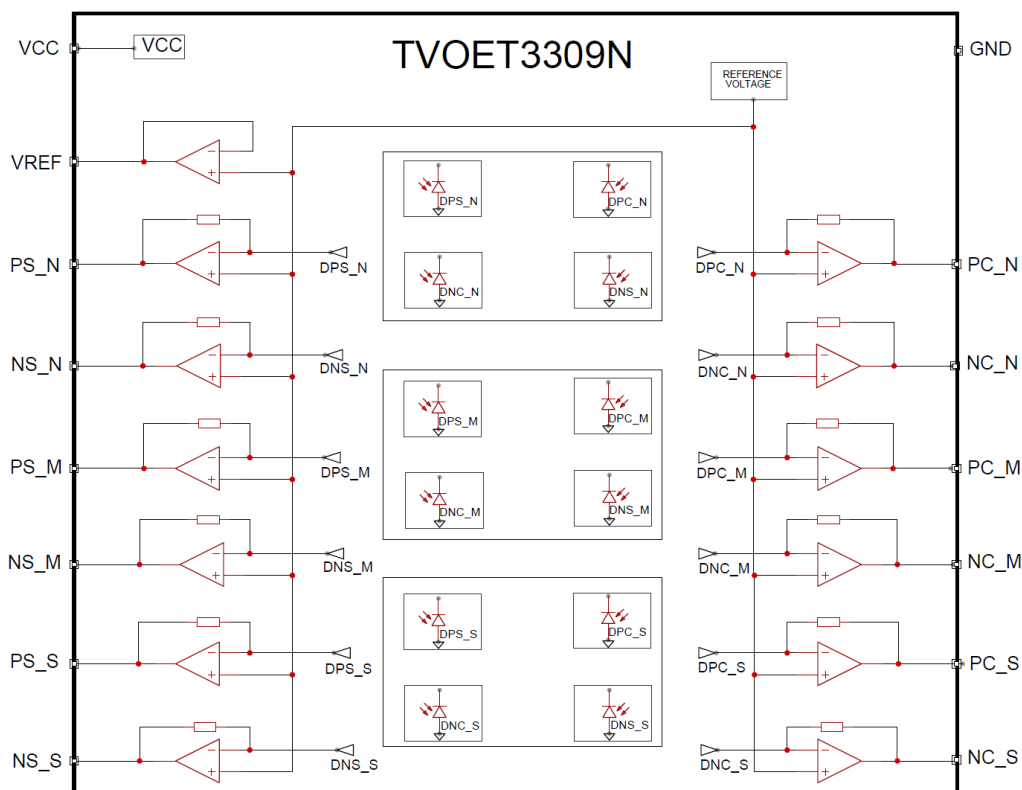 TVOET3309N
VCC
VCC
GND
REFERENCE
VOLTAGE
VREF
−
+
DPS_N
DPC_N
PS_N
−
+
DPS_N
DPC_N
−
+
PC_N
DNC_N
DNS_N
NS_N
−
+
DNS_N
DNC_N
−
+
NC_N
DPS_M
DPC_M
PS_M
−
+
DPS_M
DPC_M
−
+
PC_M
DNC_M
DNS_M
NS_M
−
+
DNS_M
DNC_M
−
+
NC_M
DPS_S
DPC_S
PS_S
−
+
DPS_S
DPC_S
−
+
PC_S
DNC_S
DNS_S
NS_S
−
+
DNS_S
DNC_S
−
+
NC_S